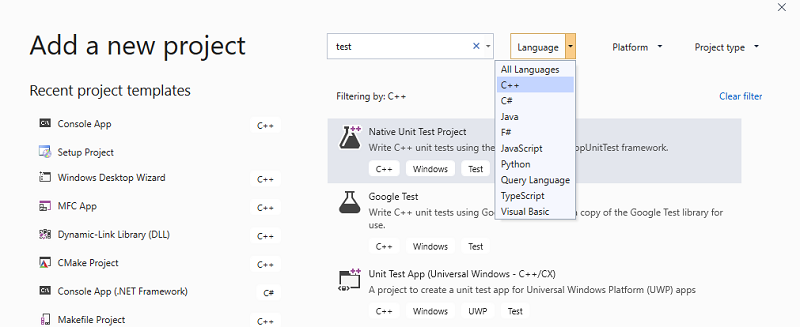 Add a new project
test
Language
Platform
Project type
All Languages
C++
C#
Java
F#
JavaScript
Python
Query Language
TypeScript
Visual Basic
Recent project templates
Console App C++
Setup Project
Windows Desktop Wizard C++
MFC App C++
Dynamic-Link Library (DLL) C++
CMake Project C++
Console App (.NET Framework) C#
Makefile Project C++
Filtering by: C++
Clear filter
Native Unit Test Project
Write C++ unit tests using the framework.
C++ Windows Test
Google Test
Write C++ unit tests using a copy of the Google Test library for
use.
C++ Windows Test
Unit Test App (Universal Windows - C++/CX)
A project to create a unit test app for Universal Windows Platform (UWP) apps
C++ Windows UWP Test